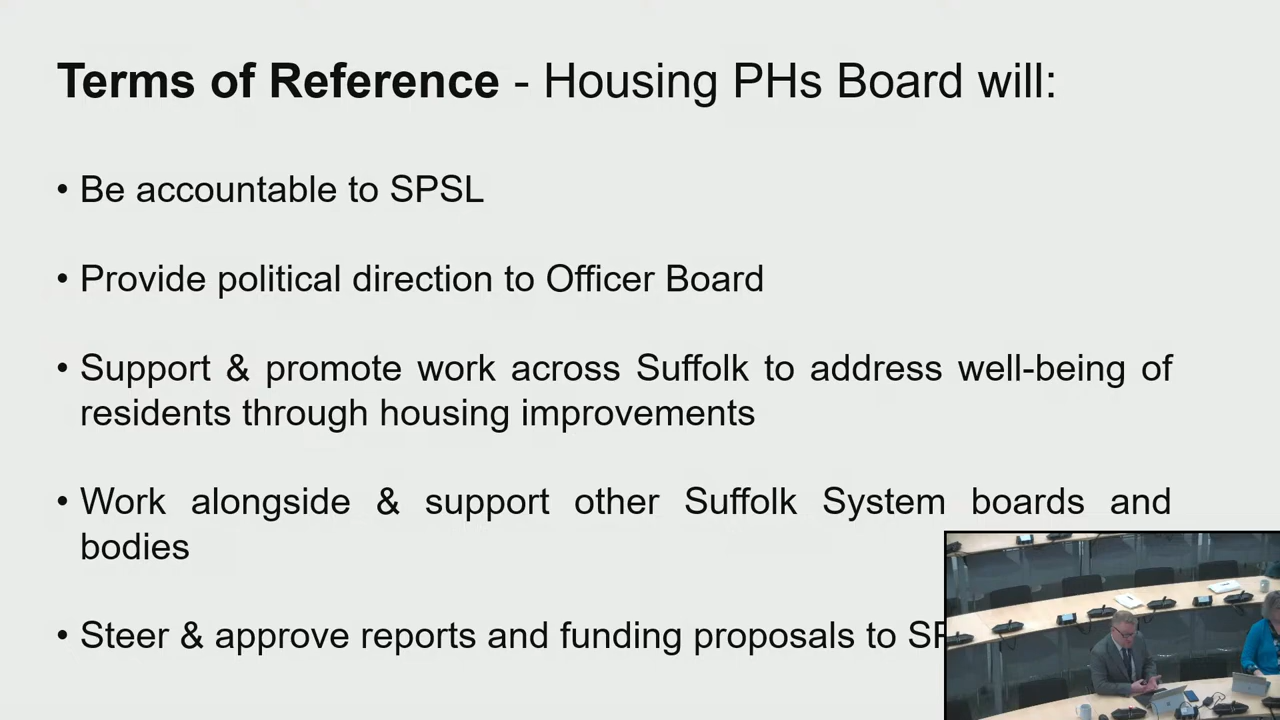 Terms of Reference - Housing PHs Board will:
• Be accountable to SPSL
• Provide political direction to Officer Board
• Support & promote work across Suffolk to address well-being of
residents through housing improvements
• Work alongside & support other Suffolk System boards and
bodies
• Steer & approve reports and funding proposals to